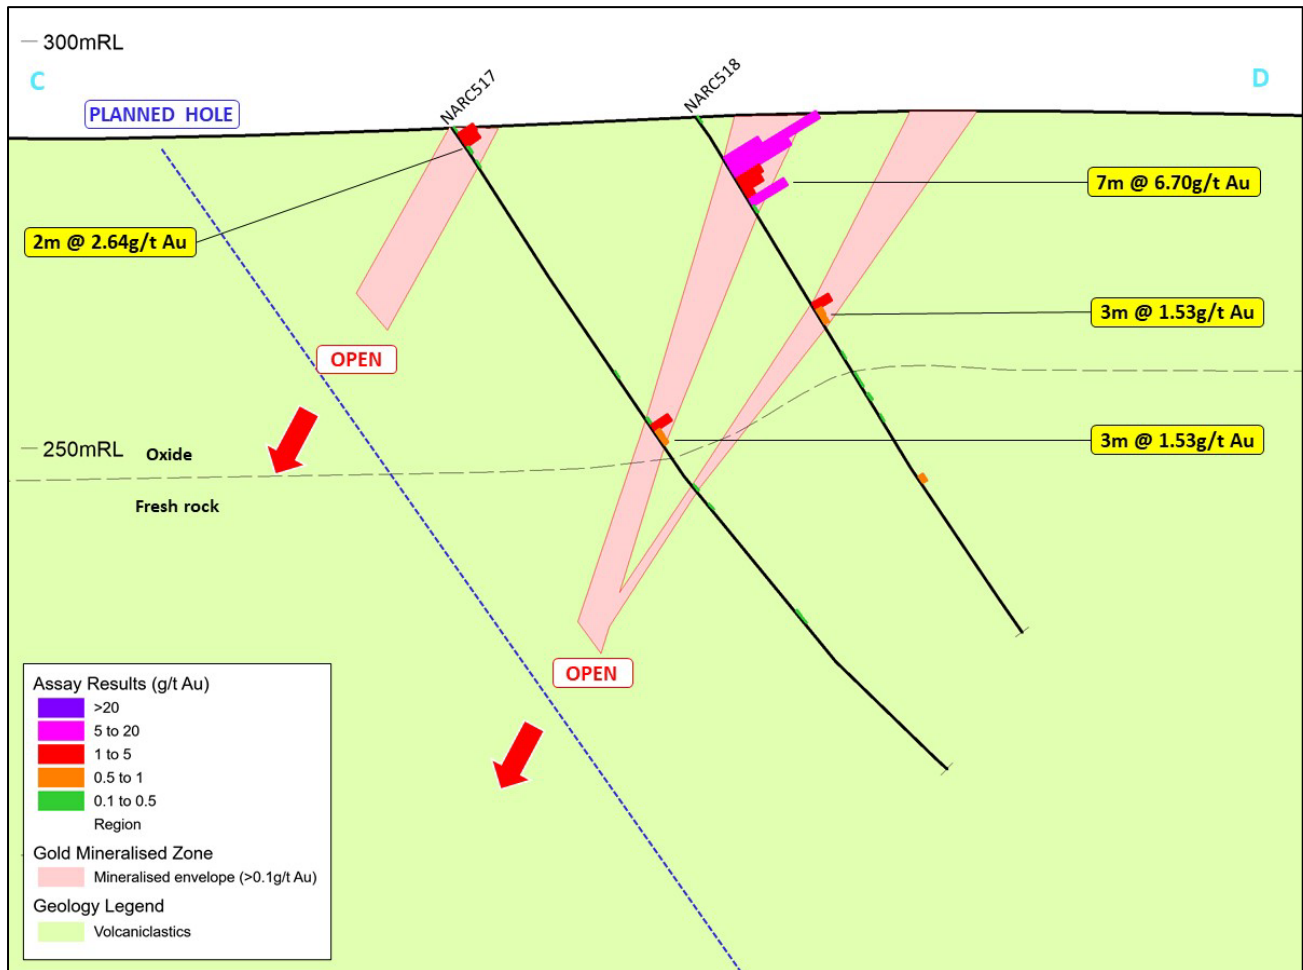 300mRL
C
D
PLANNED HOLE
NARC517
NARC518
7m @ 6.70g/t Au
2m @ 2.64g/t Au
3m @ 1.53g/t Au
OPEN
3m @ 1.53g/t Au
250mRL
Oxide
Fresh rock
OPEN
Assay Results (g/t Au)
>20
5 to 20
1 to 5
0.5 to 1
0.1 to 0.5
Region
Gold Mineralised Zone
Mineralised envelope (>0.1g/t Au)
Geology Legend
Volcaniclastics